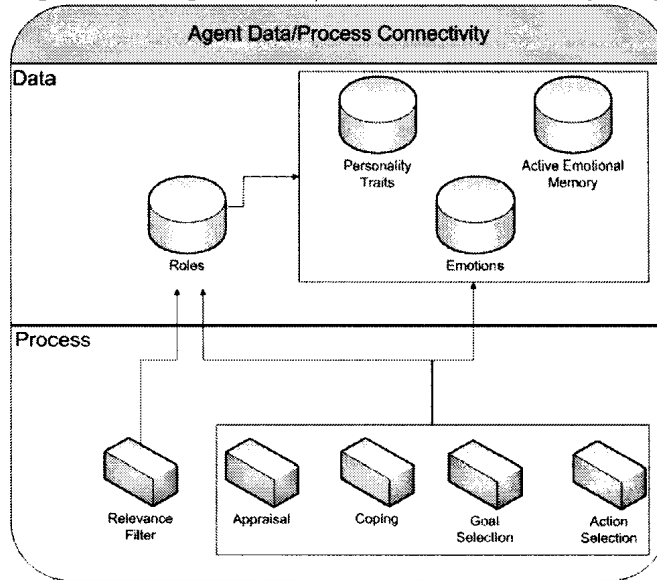 Agent Data/Process Connectivity
Data
Personality
Traits
Active Emotional
Memory
Roles
Emotions
Process
Relevance
Filter
Appraisal
Coping
Goal
Selection
Action
Selection